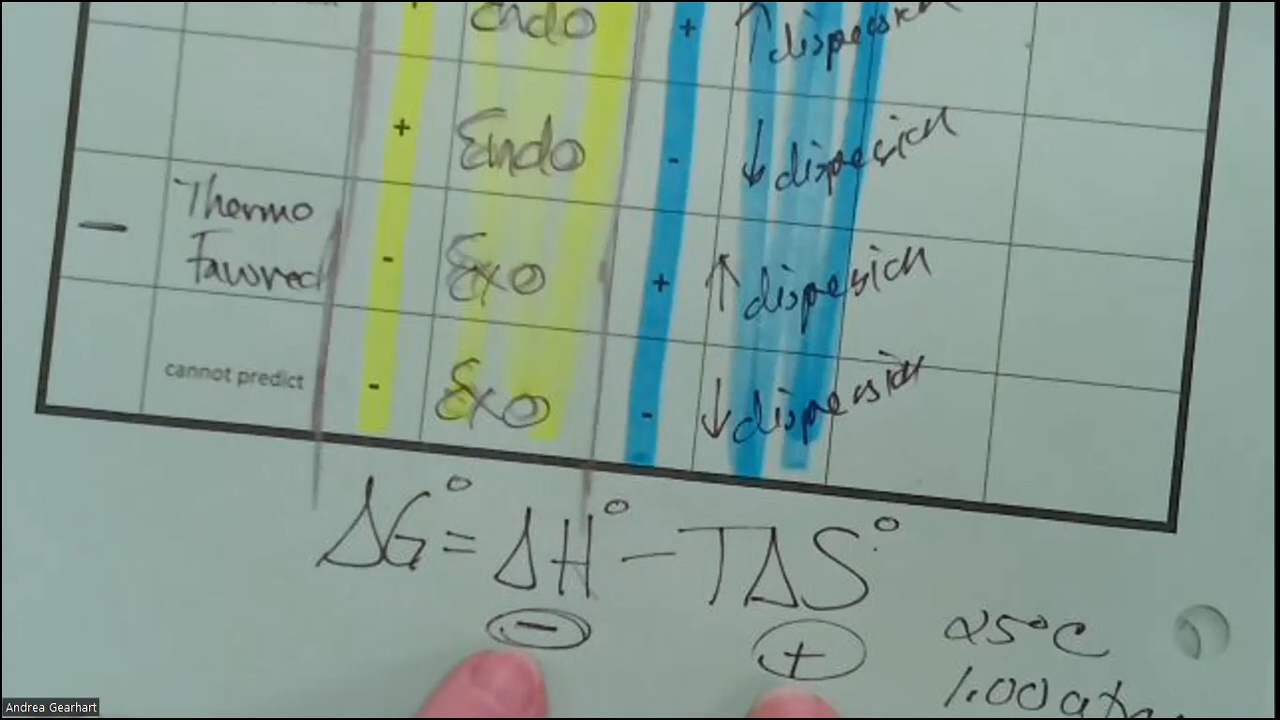 + Endo + ↑ dispersion
+ Endo - ↓ dispersion
— Thermo Favored - Exo + ↑ dispersion
cannot predict - Exo - ↓ dispersion
ΔG° = ΔH° – TΔS°
– +
25°C
1.00 atm
Andrea Gearhart